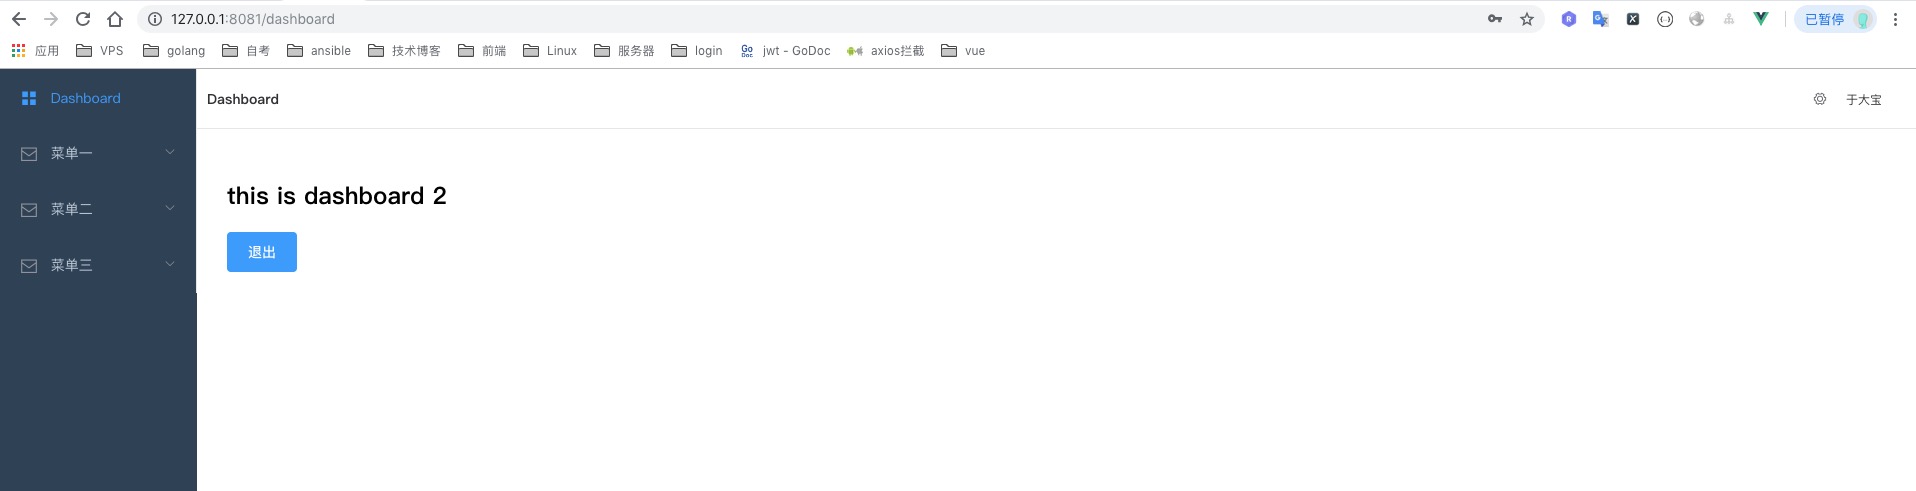 127.0.0.1:8081/dashboard 已暂停
应用 VPS golang 自考 ansible 技术博客 前端 Linux 服务器 login jwt - GoDoc axios拦截 vue
Dashboard
Dashboard 于大宝
菜单一
this is dashboard 2
菜单二
退出
菜单三